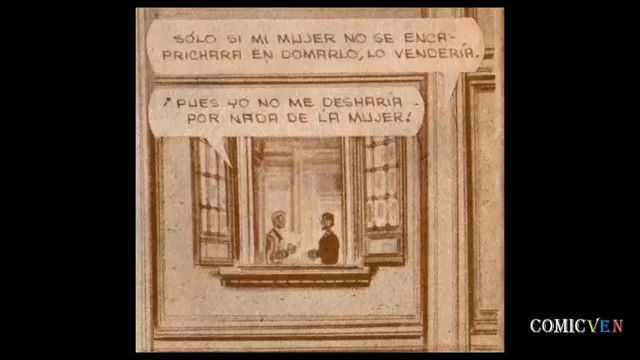 SÓLO SI MI MUJER NO SE ENCA-
PRICHARA EN DOMARLO, LO VENDERÍA.
¡PUES YO NO ME DESHARÍA
POR NADA DE LA MUJER!
COMICVEN